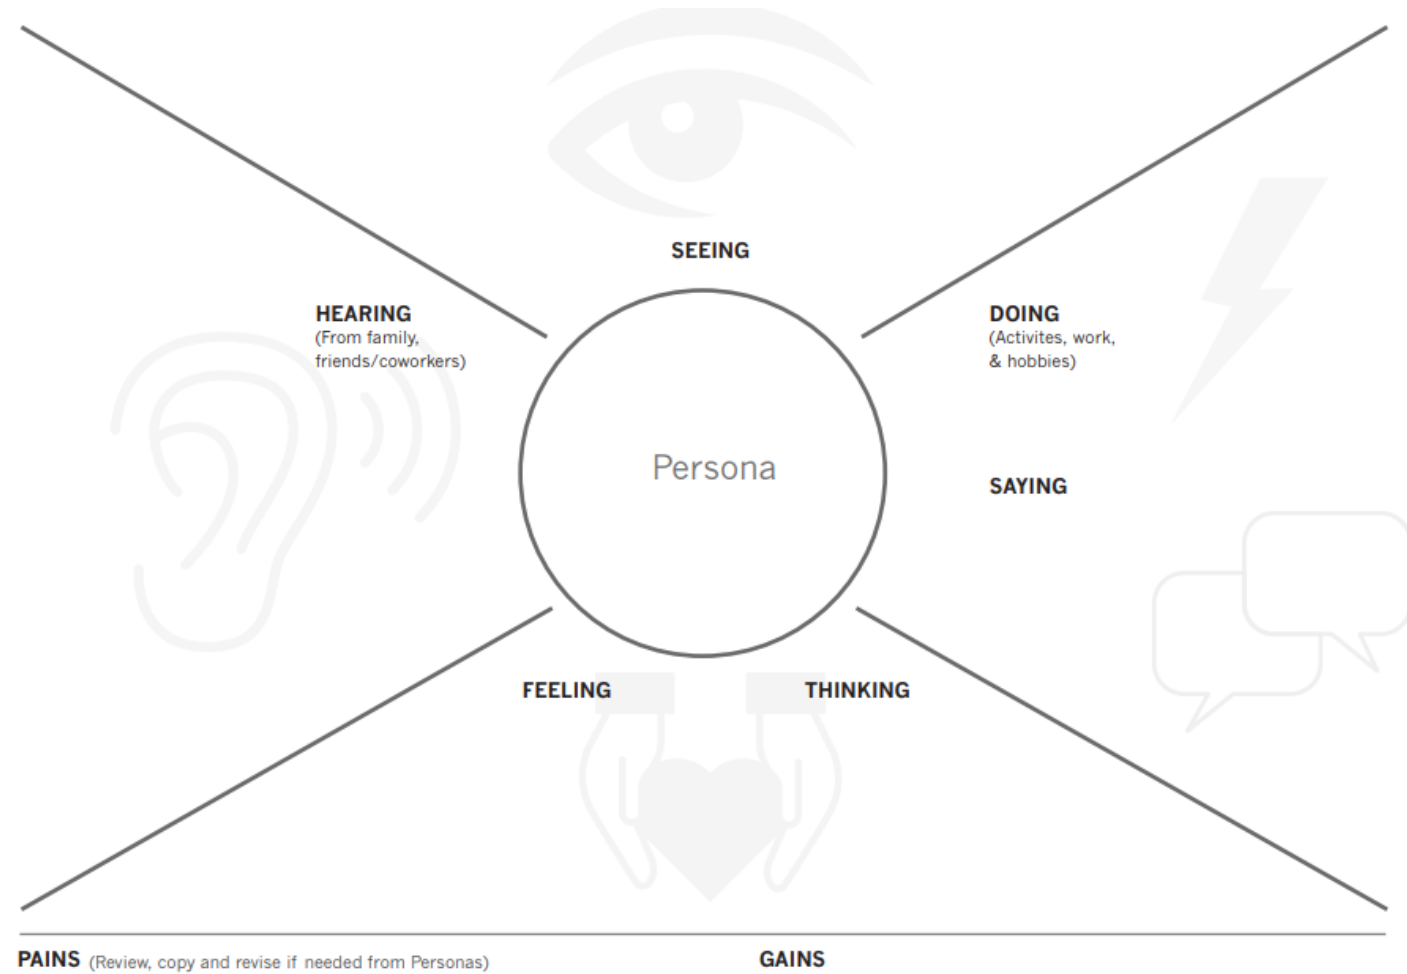 SEEING
HEARING
(From family,
friends/coworkers)
DOING
(Activites, work,
& hobbies)
Persona
SAYING
FEELING
THINKING
PAINS (Review, copy and revise if needed from Personas)
GAINS